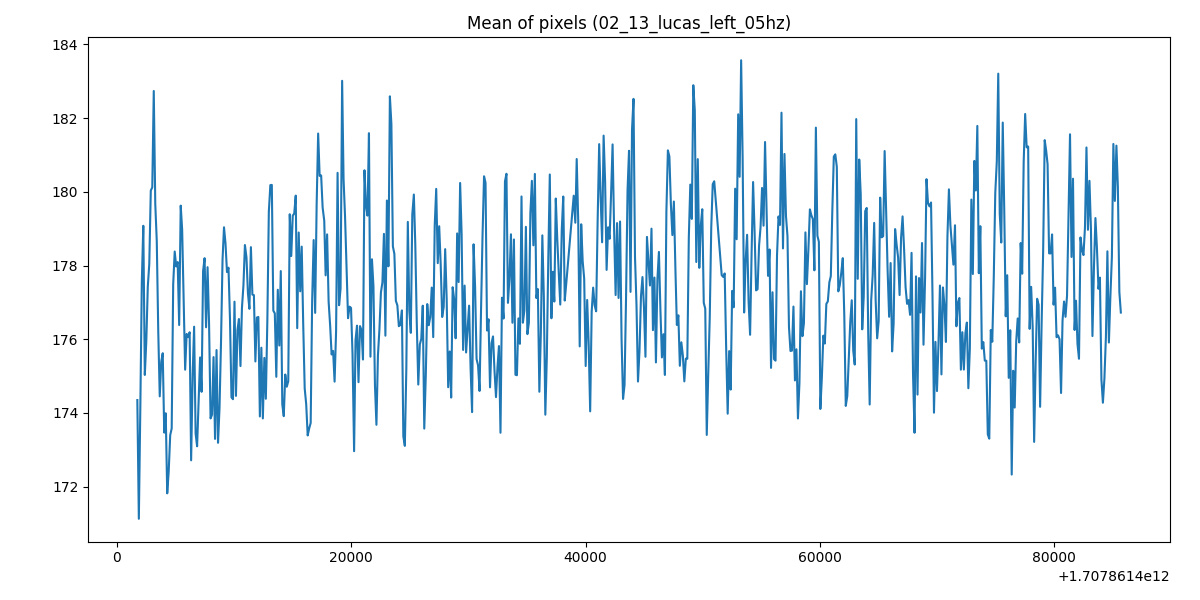 Mean of pixels (02_13_lucas_left_05hz)
184
182
180
178
176
174
172
0 20000 40000 60000 80000
+1.7078614e12